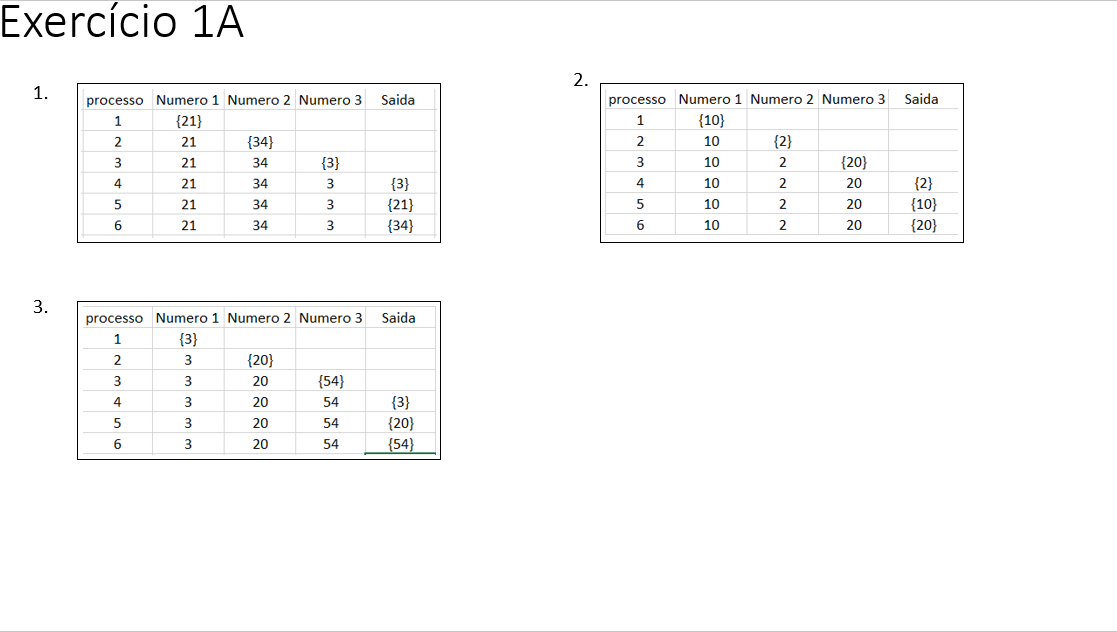 Exercício 1A
1.
processo Numero 1 Numero 2 Numero 3 Saida
1 {21}
2 21 {34}
3 21 34 {3}
4 21 34 3 {3}
5 21 34 3 {21}
6 21 34 3 {34}
2.
processo Numero 1 Numero 2 Numero 3 Saida
1 {10}
2 10 {2}
3 10 2 {20}
4 10 2 20 {2}
5 10 2 20 {10}
6 10 2 20 {20}
3.
processo Numero 1 Numero 2 Numero 3 Saida
1 {3}
2 3 {20}
3 3 20 {54}
4 3 20 54 {3}
5 3 20 54 {20}
6 3 20 54 {54}